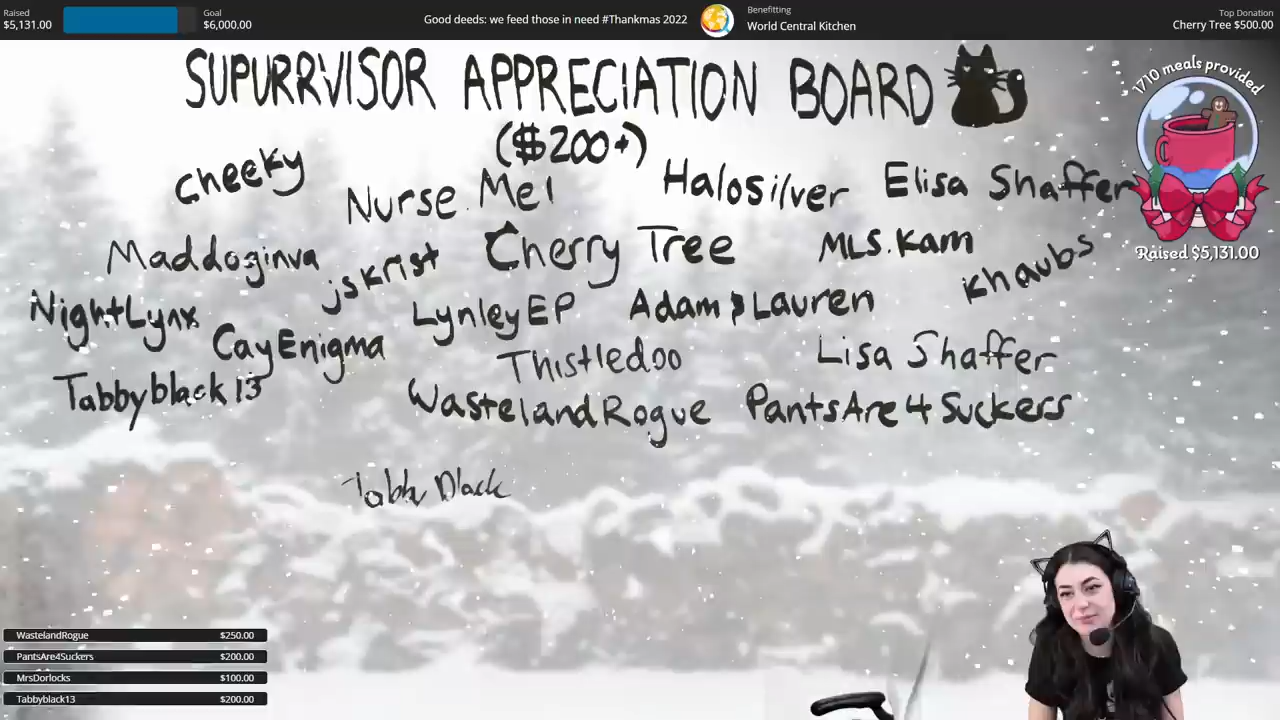 Raised
$5,131.00
Goal
$6,000.00
Good deeds: we feed those in need #Thankmas 2022
Benefitting
World Central Kitchen
Top Donation
Cherry Tree $500.00
SUPURRVISOR APPRECIATION BOARD
($200+)
1710 meals provided
Raised $5,131.00
Cheeky
Nurse Mel
Halosilver
Elisa Shaffer
Maddoginva
jskrist
Cherry Tree
MLS.Kam
Khaubs
NightLynx
CayEnigma
LynleyEP
Adam & Lauren
Thistledoo
Lisa Shaffer
Tabbyblack13
WastelandRogue
PantsAre4Suckers
Tabby Black
WastelandRogue $250.00
PantsAre4Suckers $200.00
MrsDorlocks $100.00
Tabbyblack13 $200.00